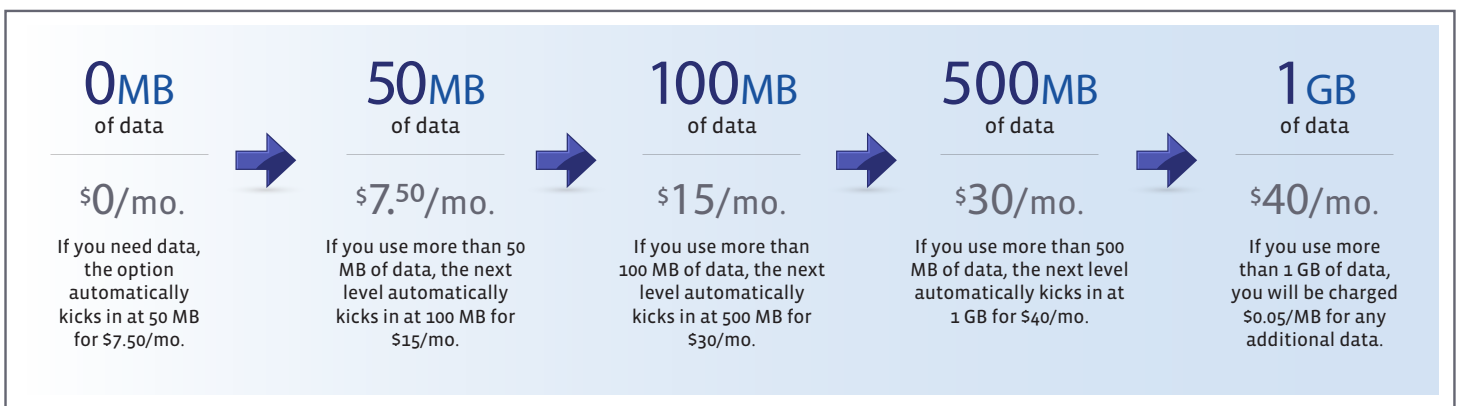 0MB
of data
$0/mo.
If you need data,
the option
automatically
kicks in at 50 MB
for $7.50/mo.
50MB
of data
$7.50/mo.
If you use more than 50
MB of data, the next
level automatically
kicks in at 100 MB for
$15/mo.
100MB
of data
$15/mo.
If you use more than
100 MB of data, the next
level automatically
kicks in at 500 MB for
$30/mo.
500MB
of data
$30/mo.
If you use more than 500
MB of data, the next level
automatically kicks in at
1 GB for $40/mo.
1GB
of data
$40/mo.
If you use more
than 1 GB of data,
you will be charged
$0.05/MB for any
additional data.